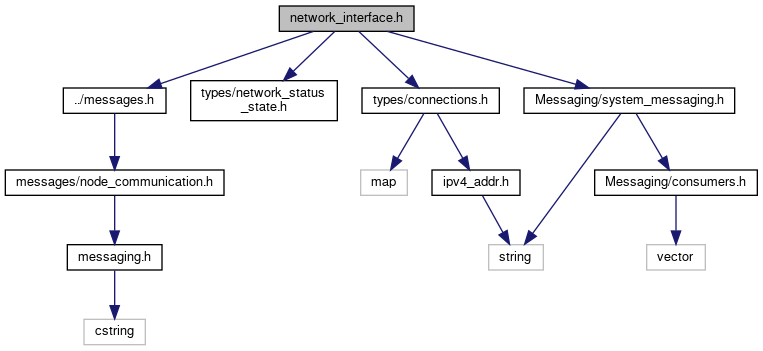 network_interface.h
../messages.h
types/network_status
_state.h
types/connections.h
Messaging/system_messaging.h
messages/node_communication.h
map
ipv4_addr.h
Messaging/consumers.h
messaging.h
string
vector
cstring